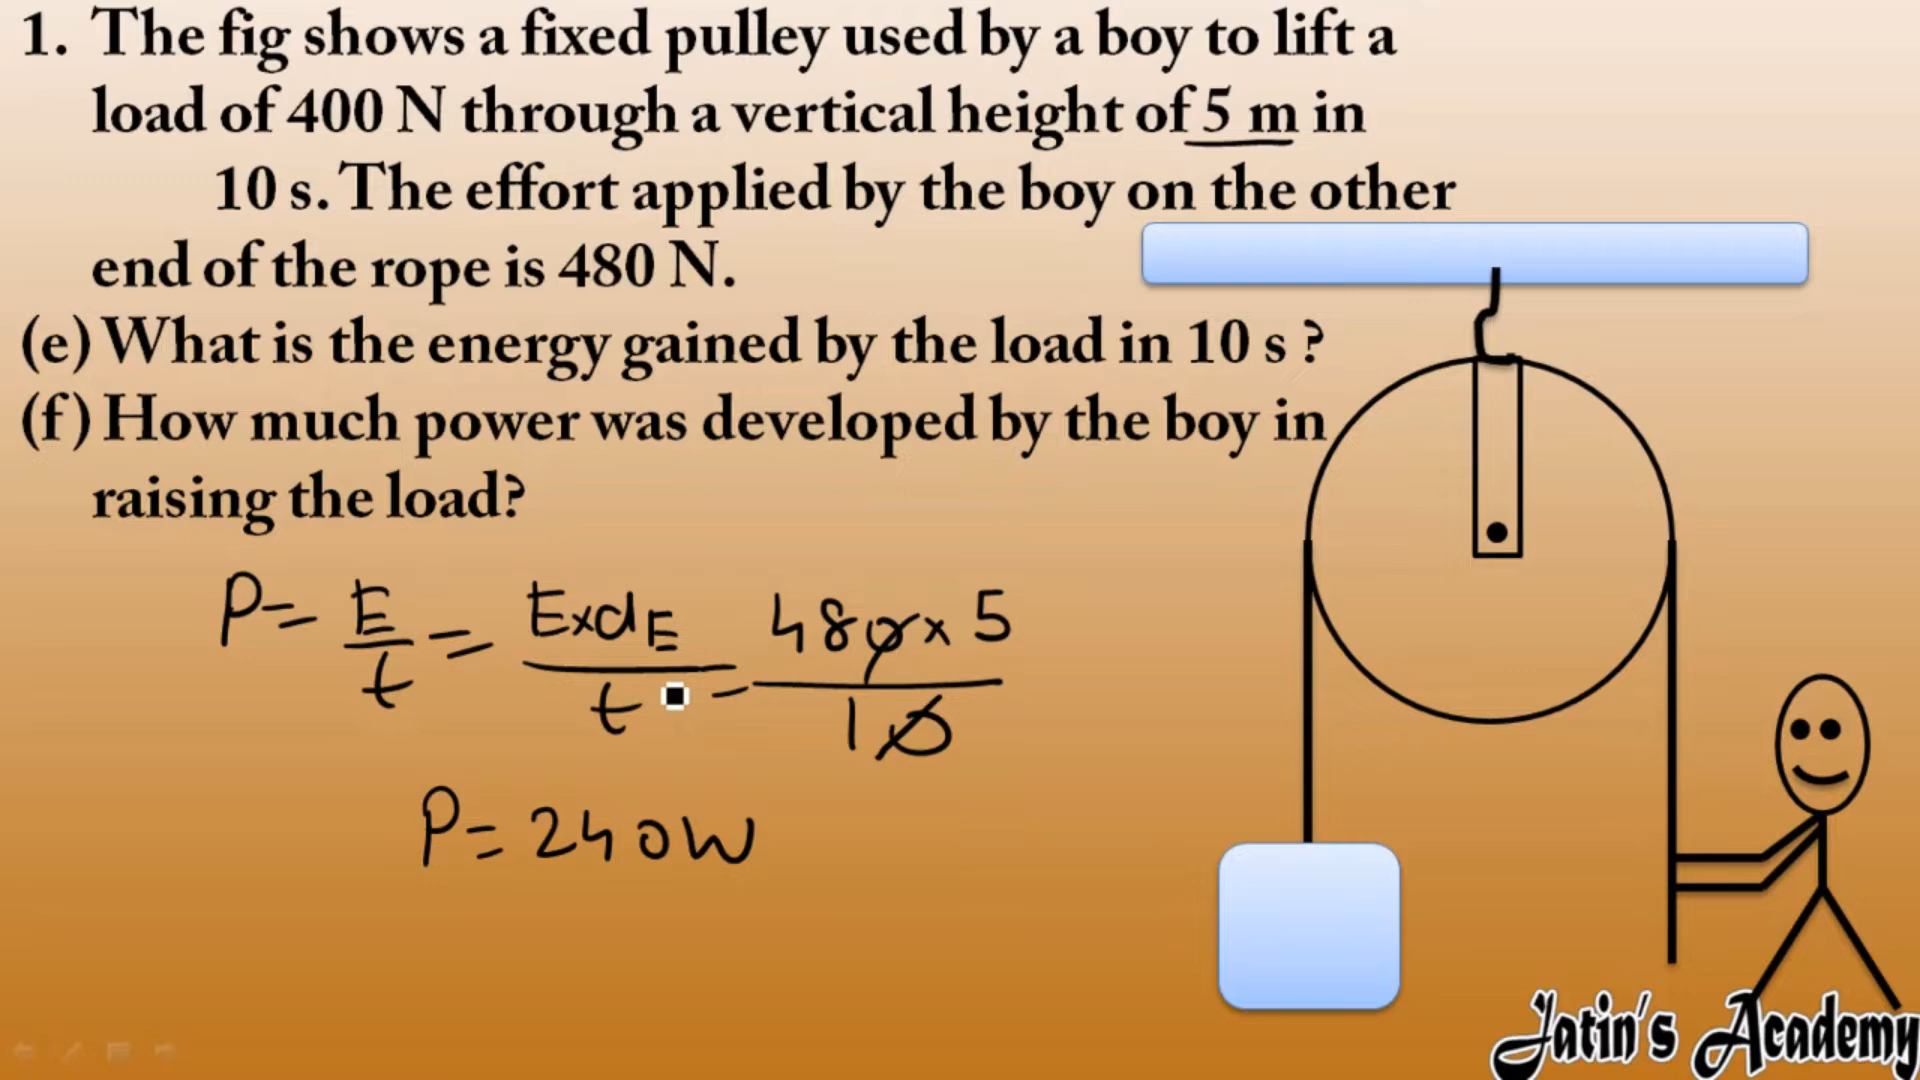 1. The fig shows a fixed pulley used by a boy to lift a
load of 400 N through a vertical height of 5 m in
10 s. The effort applied by the boy on the other
end of the rope is 480 N.
(e) What is the energy gained by the load in 10 s ?
(f) How much power was developed by the boy in
raising the load?
P = E/t = E×dE/t = 480 × 5/10
P = 240W
Jatin's Academy